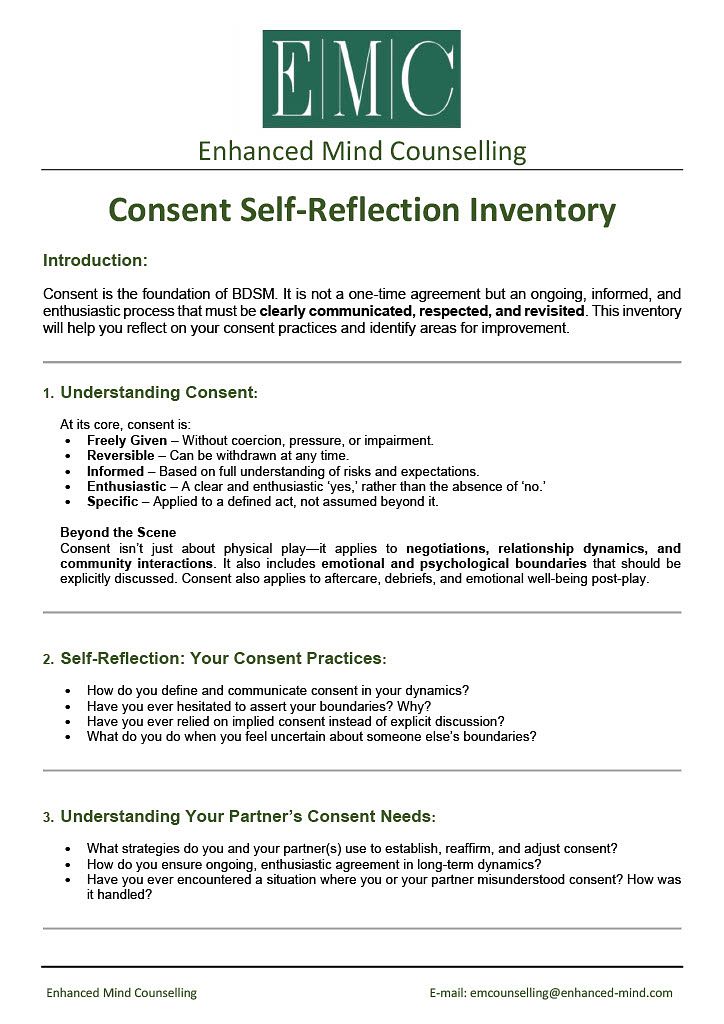 E|M|C
Enhanced Mind Counselling
Consent Self-Reflection Inventory
Introduction:
Consent is the foundation of BDSM. It is not a one-time agreement but an ongoing, informed, and
enthusiastic process that must be clearly communicated, respected, and revisited. This inventory
will help you reflect on your consent practices and identify areas for improvement.
1. Understanding Consent:
At its core, consent is:
• Freely Given – Without coercion, pressure, or impairment.
• Reversible – Can be withdrawn at any time.
• Informed – Based on full understanding of risks and expectations.
• Enthusiastic – A clear and enthusiastic ‘yes,’ rather than the absence of ‘no.’
• Specific – Applied to a defined act, not assumed beyond it.
Beyond the Scene
Consent isn’t just about physical play—it applies to negotiations, relationship dynamics, and
community interactions. It also includes emotional and psychological boundaries that should be
explicitly discussed. Consent also applies to aftercare, debriefs, and emotional well-being post-play.
2. Self-Reflection: Your Consent Practices:
• How do you define and communicate consent in your dynamics?
• Have you ever hesitated to assert your boundaries? Why?
• Have you ever relied on implied consent instead of explicit discussion?
• What do you do when you feel uncertain about someone else’s boundaries?
3. Understanding Your Partner’s Consent Needs:
• What strategies do you and your partner(s) use to establish, reaffirm, and adjust consent?
• How do you ensure ongoing, enthusiastic agreement in long-term dynamics?
• Have you ever encountered a situation where you or your partner misunderstood consent? How was
it handled?
Enhanced Mind Counselling
E-mail: emcounselling@enhanced-mind.com